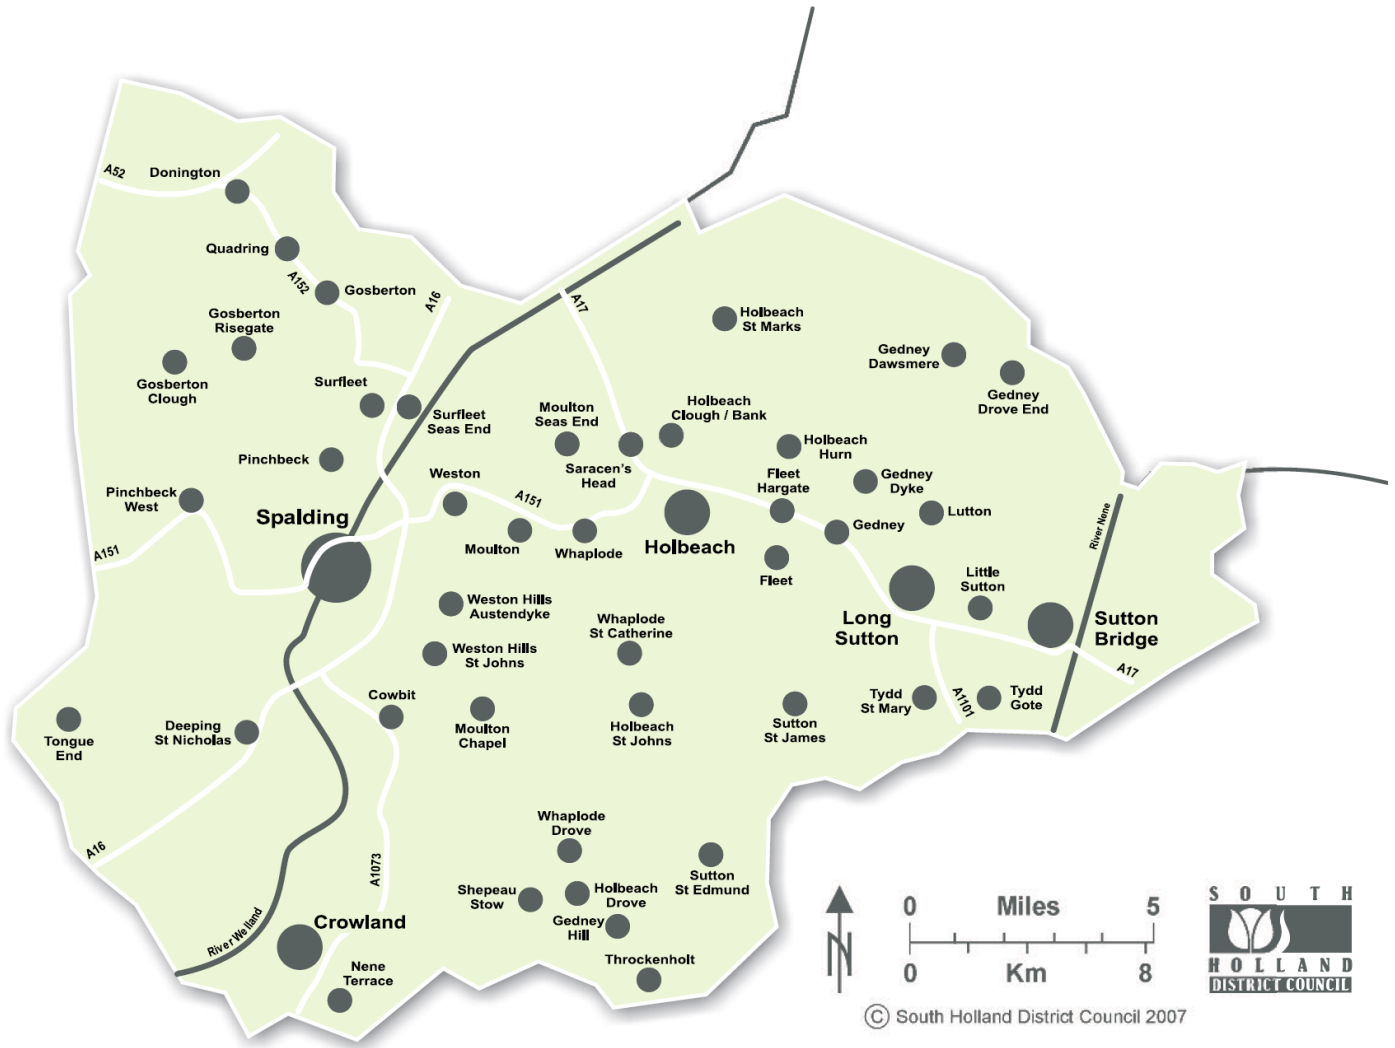 A52
Donington
Quadring
A152
Gosberton
A16
A17
Gosberton
Risegate
Gosberton
Clough
Surfleet
Surfleet
Seas End
Holbeach
St Marks
Gedney
Dawsmere
Gedney
Drove End
Moulton
Seas End
Holbeach
Clough / Bank
Saracen's
Head
Holbeach
Hurn
Pinchbeck
Pinchbeck
West
Weston
A151
Fleet
Hargate
Gedney
Dyke
Lutton
Spalding
Moulton
Whaplode
Holbeach
Gedney
River Nene
A151
Fleet
Little
Sutton
Weston Hills
Austendyke
Whaplode
St Catherine
Long
Sutton
Sutton
Bridge
Weston Hills
St Johns
A17
Tongue
End
Deeping
St Nicholas
Cowbit
Moulton
Chapel
Holbeach
St Johns
Sutton
St James
Tydd
St Mary
A1101
Tydd
Gote
A16
A1073
Whaplode
Drove
Sutton
St Edmund
Shepeau
Stow
Holbeach
Drove
Gedney
Hill
Crowland
River Welland
Nene
Terrace
Throckenholt
N
0 Miles 5
0 Km 8
© South Holland District Council 2007
SOUTH
HOLLAND
DISTRICT COUNCIL